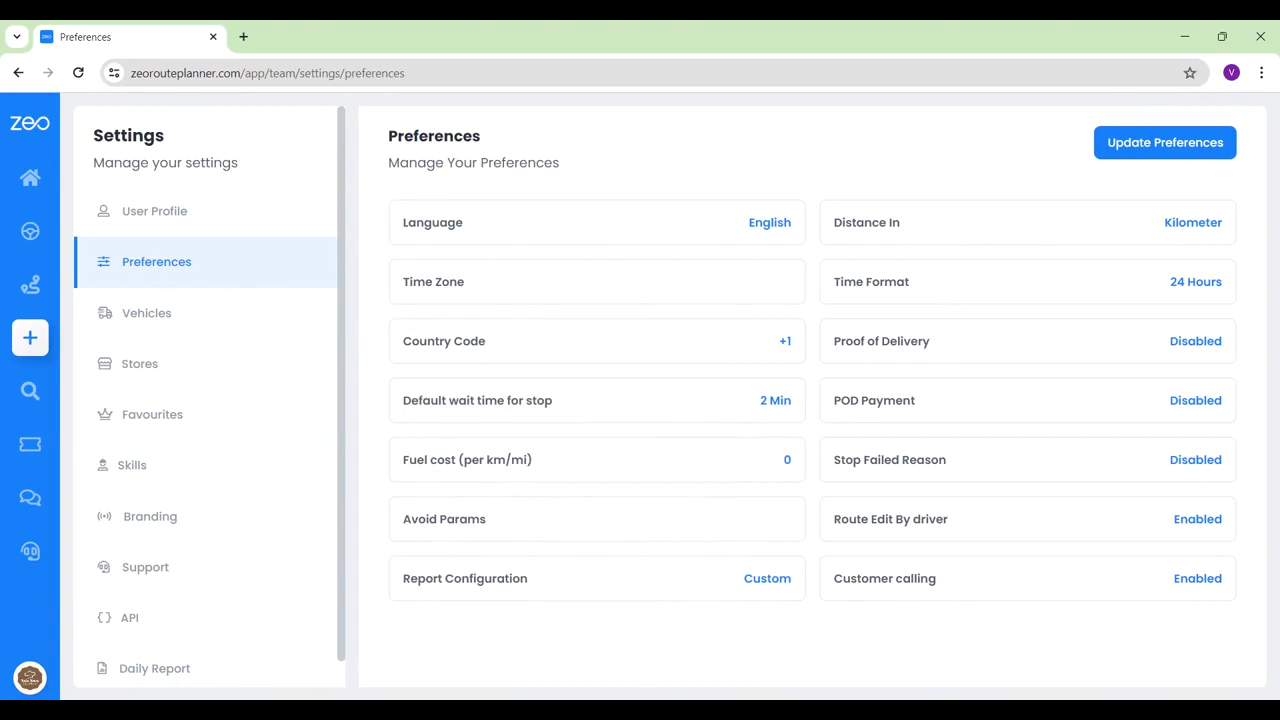 Preferences
zeorouteplanner.com/app/team/settings/preferences
V
zeo
Settings
Manage your settings
User Profile
Preferences
Vehicles
Stores
Favourites
Skills
Branding
Support
API
Daily Report
Preferences
Manage Your Preferences
Update Preferences
Language English
Distance In Kilometer
Time Zone
Time Format 24 Hours
Country Code +1
Proof of Delivery Disabled
Default wait time for stop 2 Min
POD Payment Disabled
Fuel cost (per km/mi) 0
Stop Failed Reason Disabled
Avoid Params
Route Edit By driver Enabled
Report Configuration Custom
Customer calling Enabled